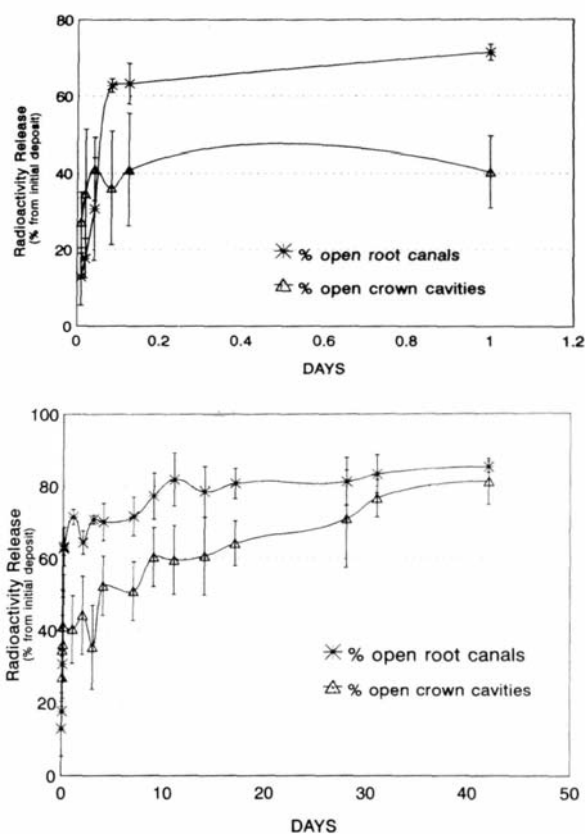 Radioactivity Release
(% from initial deposit)
80
60
40
20
0
% open root canals
% open crown cavities
0 0.2 0.4 0.6 0.8 1 1.2
DAYS
Radioactivity Release
(% from initial deposit)
100
80
60
40
20
0
% open root canals
% open crown cavities
0 10 20 30 40 50
DAYS